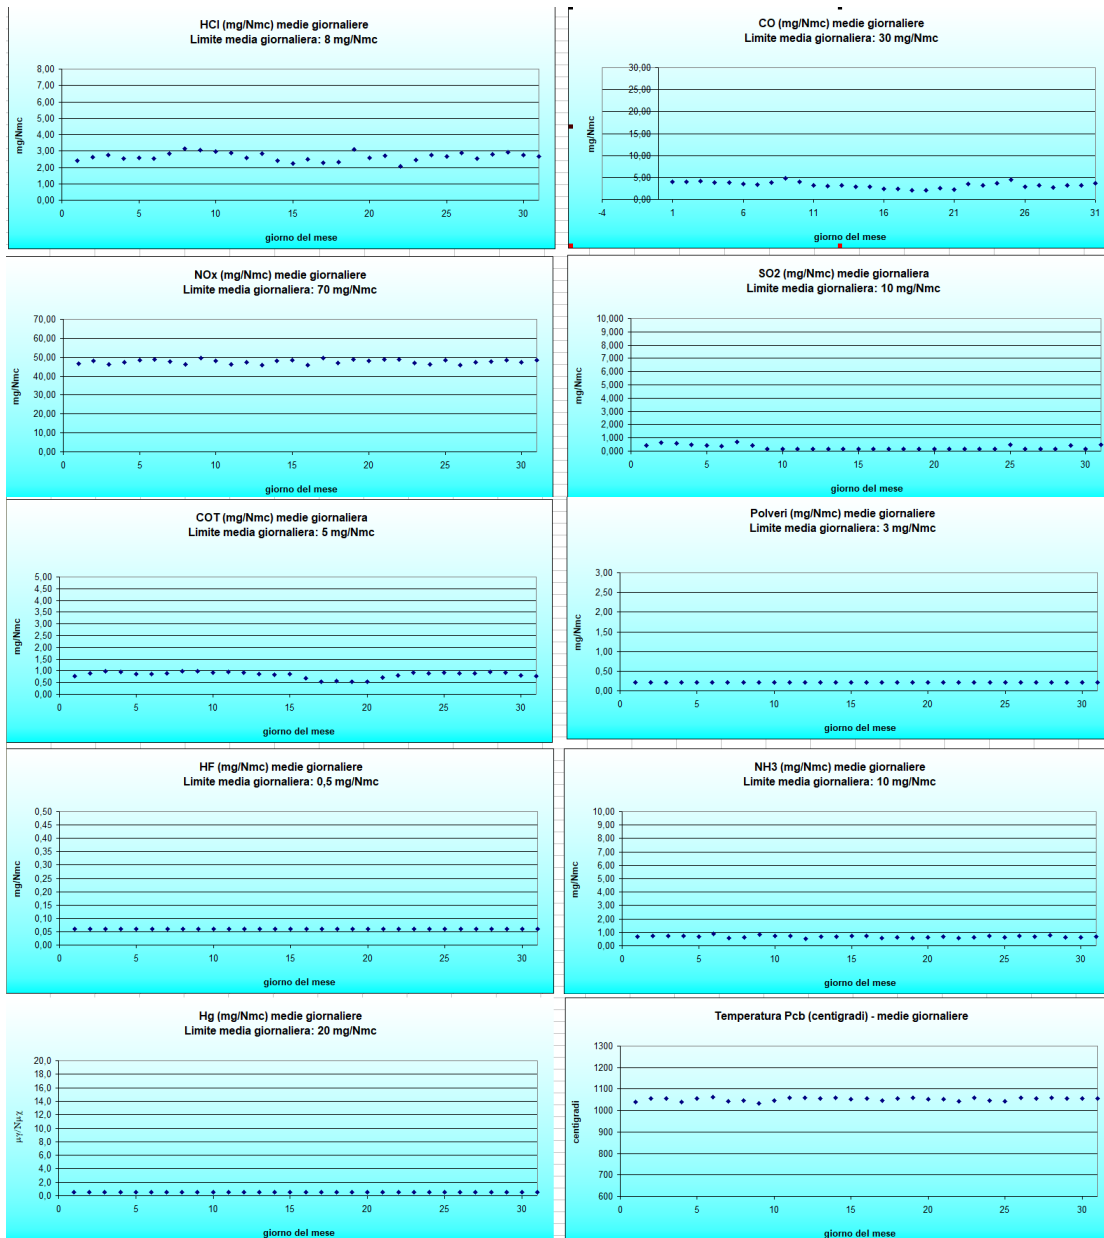 HCl (mg/Nmc) medie giornaliere
Limite media giornaliera: 8 mg/Nmc
8,00
7,00
6,00
5,00
4,00
3,00
2,00
1,00
0,00
mg/Nmc
0 5 10 15 20 25 30
giorno del mese
CO (mg/Nmc) medie giornaliere
Limite media giornaliera: 30 mg/Nmc
30,00
25,00
20,00
15,00
10,00
5,00
0,00
mg/Nmc
-4 1 6 11 16 21 26 31
giorno del mese
NOx (mg/Nmc) medie giornaliere
Limite media giornaliera: 70 mg/Nmc
70,00
60,00
50,00
40,00
30,00
20,00
10,00
0,00
mg/Nmc
0 5 10 15 20 25 30
giorno del mese
SO2 (mg/Nmc) medie giornaliera
Limite media giornaliera: 10 mg/Nmc
10,000
9,000
8,000
7,000
6,000
5,000
4,000
3,000
2,000
1,000
0,000
mg/Nmc
0 5 10 15 20 25 30
giorno del mese
COT (mg/Nmc) medie giornaliera
Limite media giornaliera: 5 mg/Nmc
5,00
4,50
4,00
3,50
3,00
2,50
2,00
1,50
1,00
0,50
0,00
mg/Nmc
0 5 10 15 20 25 30
giorno del mese
Polveri (mg/Nmc) medie giornaliere
Limite media giornaliera: 3 mg/Nmc
3,00
2,50
2,00
1,50
1,00
0,50
0,00
mg/Nmc
0 5 10 15 20 25 30
giorno del mese
HF (mg/Nmc) medie giornaliere
Limite media giornaliera: 0,5 mg/Nmc
0,50
0,45
0,40
0,35
0,30
0,25
0,20
0,15
0,10
0,05
0,00
mg/Nmc
0 5 10 15 20 25 30
giorno del mese
NH3 (mg/Nmc) medie giornaliere
Limite media giornaliera: 10 mg/Nmc
10,00
9,00
8,00
7,00
6,00
5,00
4,00
3,00
2,00
1,00
0,00
mg/Nmc
0 5 10 15 20 25 30
giorno del mese
Hg (mg/Nmc) medie giornaliere
Limite media giornaliera: 20 mg/Nmc
20,0
18,0
16,0
14,0
12,0
10,0
8,0
6,0
4,0
2,0
0,0
μγ/Νμχ
0 5 10 15 20 25 30
giorno del mese
Temperatura Pcb (centigradi) - medie giornaliere
1300
1200
1100
1000
900
800
700
600
centigradi
0 5 10 15 20 25 30
giorno del mese